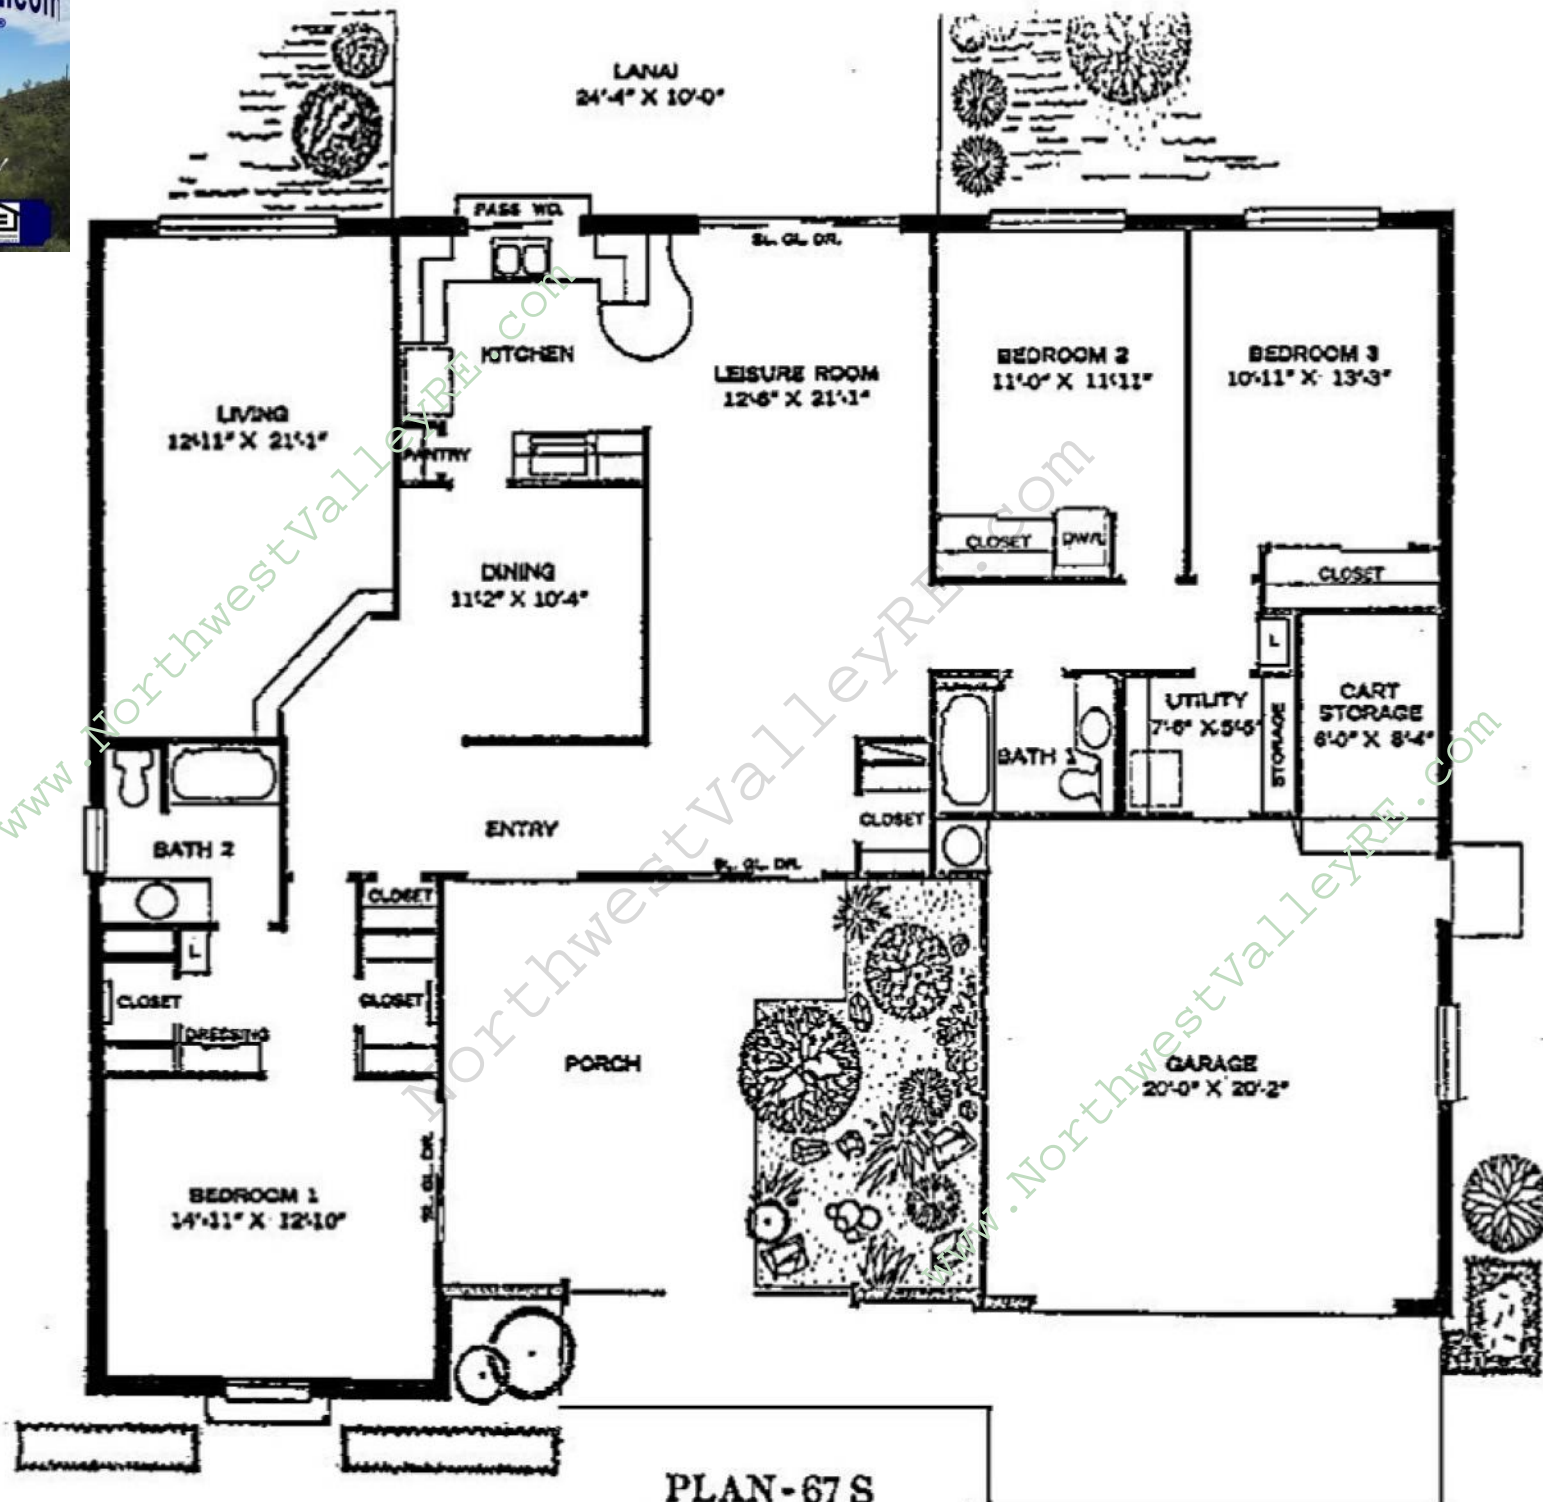 LANAI
24'-4" X 10'-0"
PASS WD.
SL. GL. DR.
KITCHEN
LEISURE ROOM
12'-6" X 21'-1"
BEDROOM 2
11'-0" X 11'-11"
BEDROOM 3
10'-11" X 13'-3"
LIVING
12'-11" X 21'-1"
PANTRY
CLOSET
DW/L
CLOSET
DINING
11'-2" X 10'-4"
L
UTILITY
7'-6" X 5'-5"
STORAGE
CART
STORAGE
6'-0" X 8'-4"
BATH 1
CLOSET
ENTRY
BATH 2
SL. GL. DR.
CLOSET
L
CLOSET
CLOSET
DRESSING
PORCH
GARAGE
20'-0" X 20'-2"
SL. GL. DR.
BEDROOM 1
14'-11" X 12'-10"
PLAN-67 S
www.NorthwestValleyRE.com
NorthwestValleyRE.com
www.NorthwestValleyRE.com